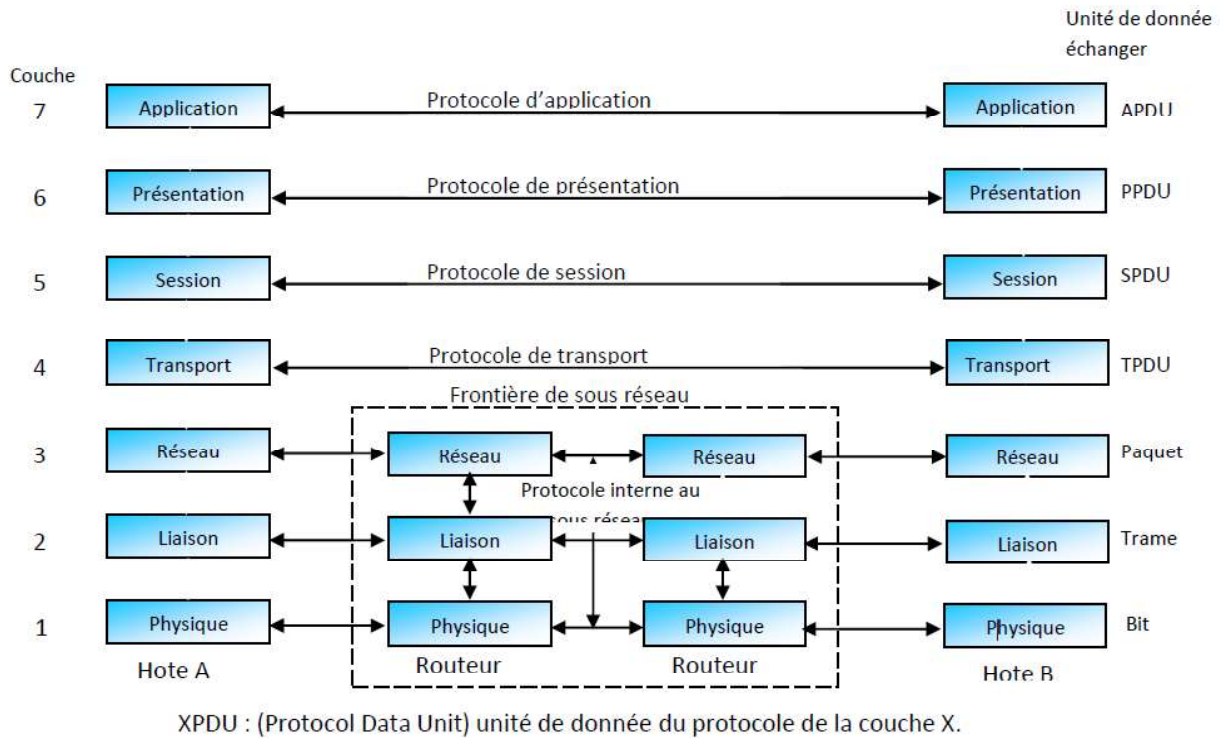 Unité de donnée
échanger
Couche
7 Application Protocole d'application Application APDU
6 Présentation Protocole de présentation Présentation PPDU
5 Session Protocole de session Session SPDU
4 Transport Protocole de transport Transport TPDU
Frontière de sous réseau
3 Réseau Réseau Réseau Réseau Paquet
Protocole interne au
sous réseau
2 Liaison Liaison Liaison Liaison Trame
1 Physique Physique Physique Physique Bit
Hote A Routeur Routeur Hote B
XPDU : (Protocol Data Unit) unité de donnée du protocole de la couche X.